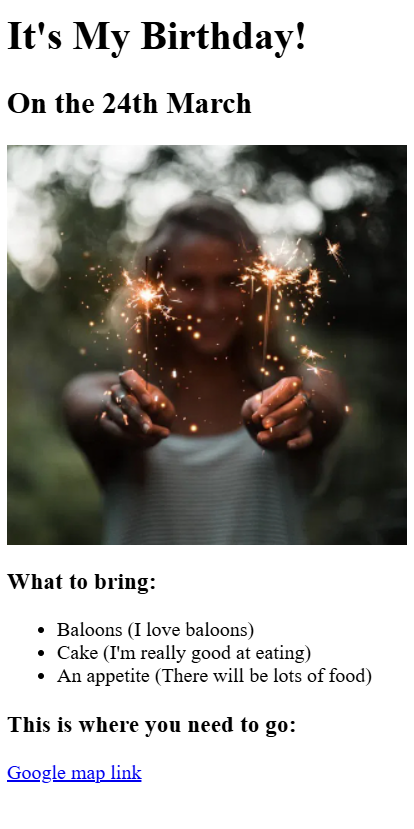 It's My Birthday!
On the 24th March
What to bring:
Baloons (I love baloons)
Cake (I'm really good at eating)
An appetite (There will be lots of food)
This is where you need to go:
Google map link